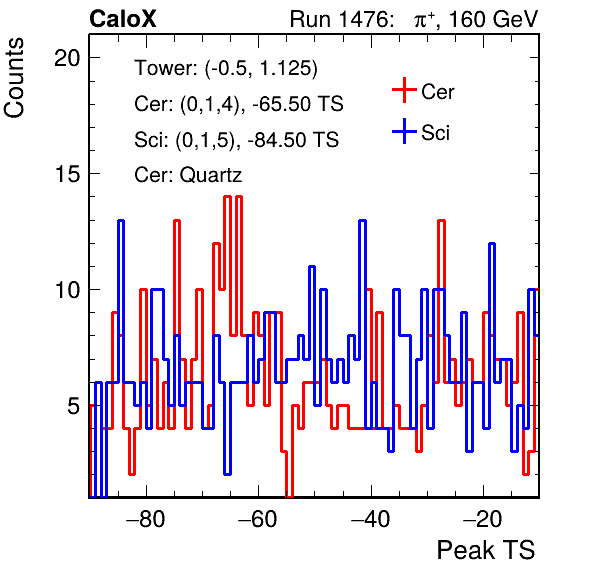 CaloX Run 1476: π⁺, 160 GeV
Counts
20
15
10
5
Tower: (-0.5, 1.125)
Cer: (0,1,4), -65.50 TS
Sci: (0,1,5), -84.50 TS
Cer: Quartz
Cer
Sci
−80 −60 −40 −20
Peak TS